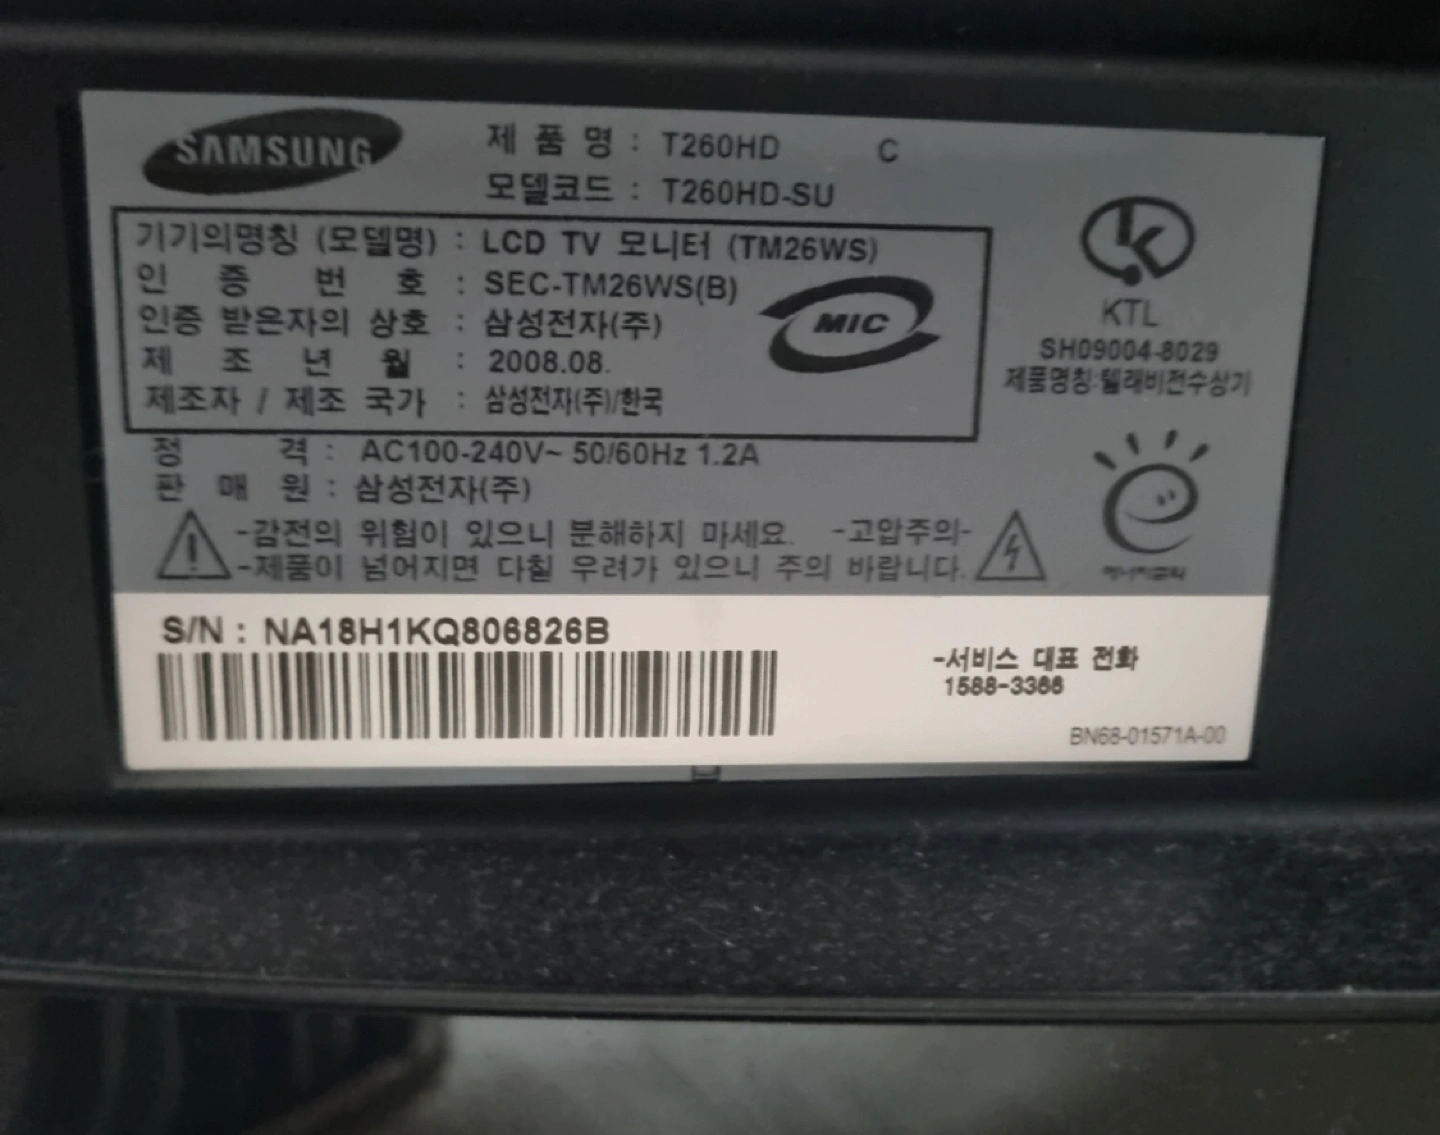 SAMSUNG
제 품 명 : T260HD C
모델코드 : T260HD-SU
기기의명칭 (모델명) : LCD TV 모니터 (TM26WS)
인 증 번 호 : SEC-TM26WS(B)
인증 받은자의 상호 : 삼성전자(주)
제 조 년 월 : 2008.08.
제조자 / 제조 국가 : 삼성전자(주)/한국
MIC
KTL
SH09004-8029
제품명칭:텔레비전수상기
정 격 : AC100-240V~ 50/60Hz 1.2A
판 매 원 : 삼성전자(주)
-감전의 위험이 있으니 분해하지 마세요. -고압주의-
-제품이 넘어지면 다칠 우려가 있으니 주의 바랍니다.
에너지절약
S/N : NA18H1KQ806826B
-서비스 대표 전화
1588-3366
BN68-01571A-00